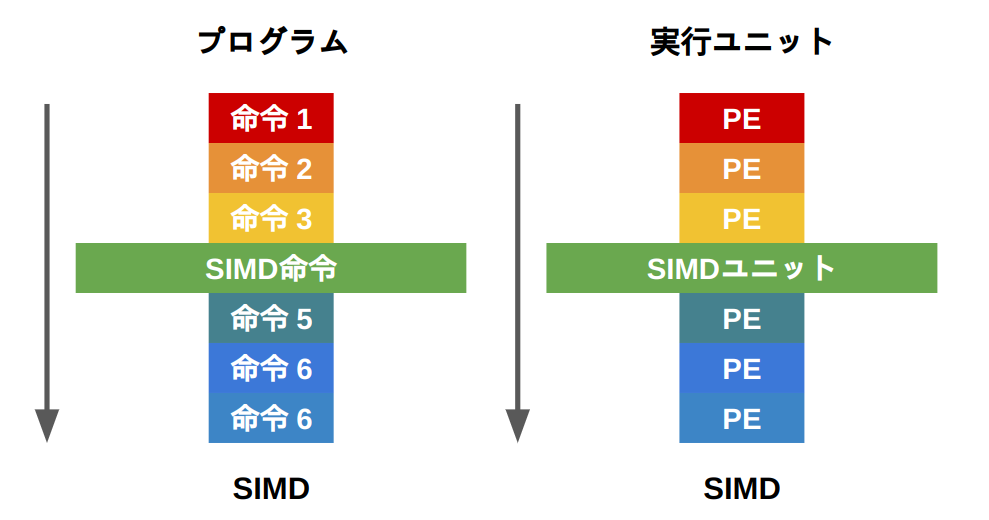 プログラム
命令 1
命令 2
命令 3
SIMD命令
命令 5
命令 6
命令 6
SIMD
実行ユニット
PE
PE
PE
SIMDユニット
PE
PE
PE
SIMD